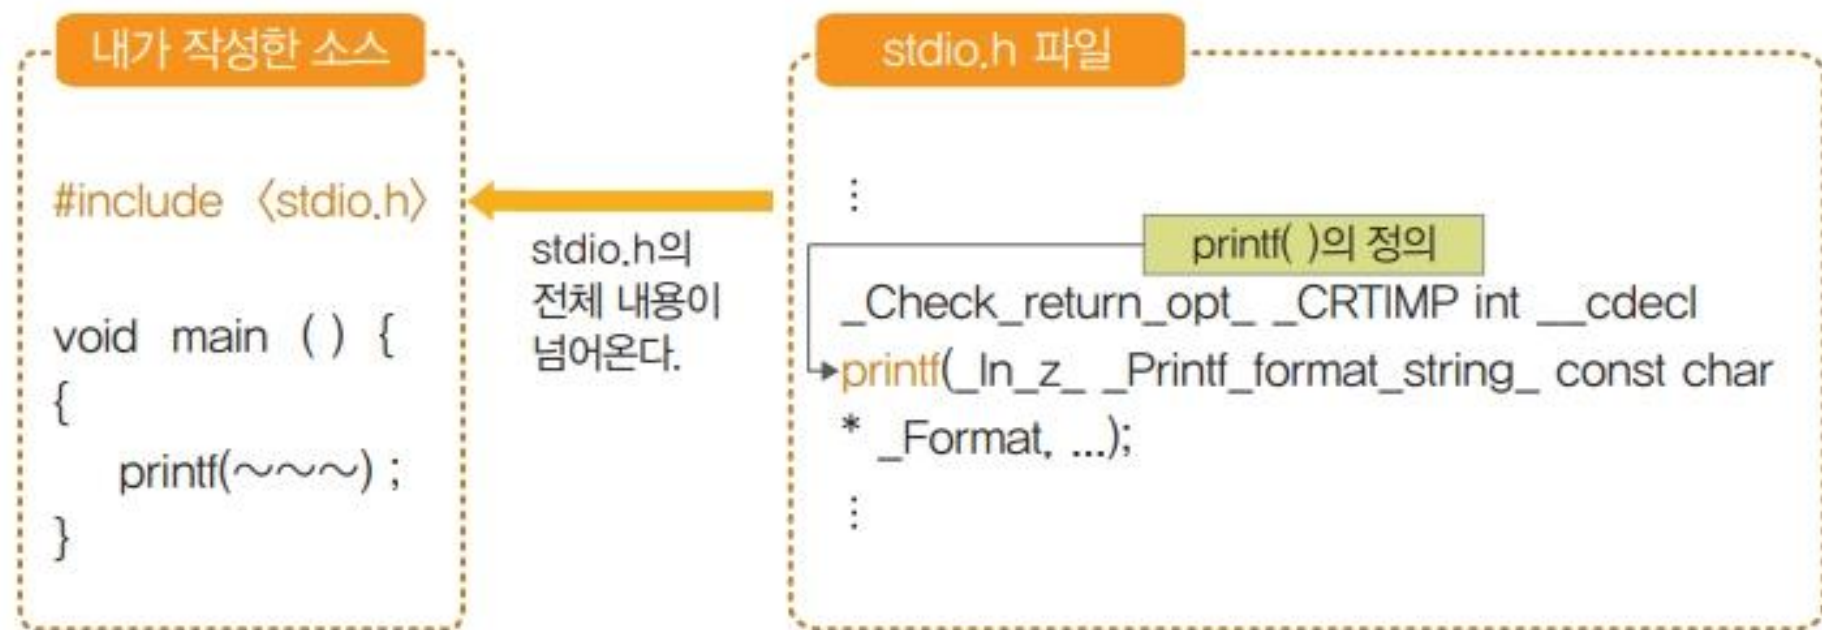 내가 작성한 소스
#include 〈stdio.h〉
void main ( ) {
{
printf(~~~) ;
}
stdio.h의
전체 내용이
넘어온다.
stdio.h 파일
⋮
printf( )의 정의
_Check_return_opt_ _CRTIMP int __cdecl
printf(_In_z_ _Printf_format_string_ const char
* _Format, ...);
⋮